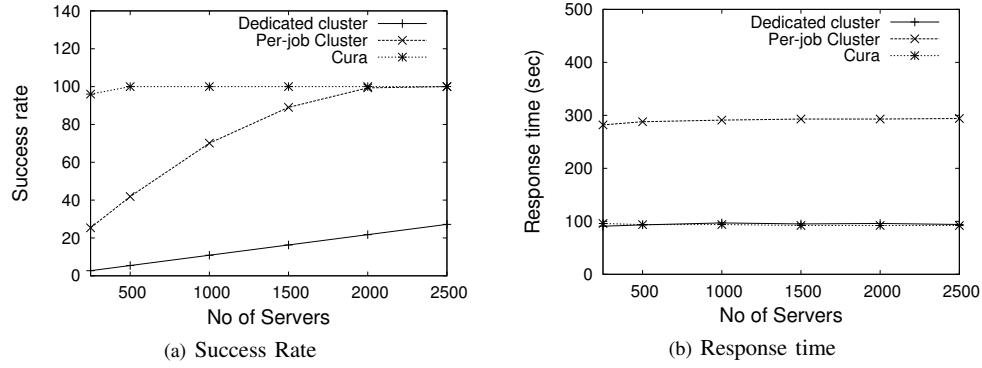 140
120
100
80
60
40
20
0
500 1000 1500 2000 2500
Success rate
No of Servers
Dedicated cluster
Per-job Cluster
Cura
(a) Success Rate
500
400
300
200
100
0
500 1000 1500 2000 2500
Response time (sec)
No of Servers
Dedicated cluster
Per-job Cluster
Cura
(b) Response time